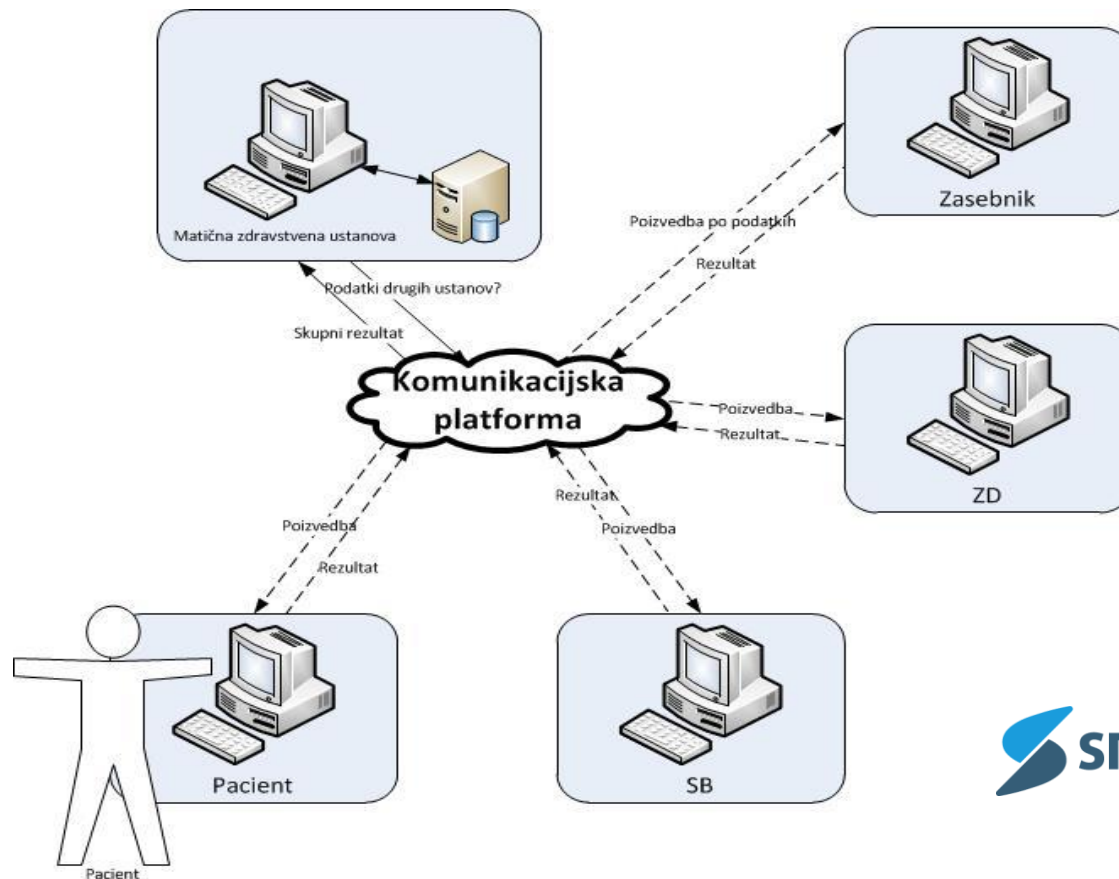 Matična zdravstvena ustanova
Zasebnik
Poizvedba po podatkih
Rezultat
Podatki drugih ustanov?
Skupni rezultat
Komunikacijska
platforma
Poizvedba
Rezultat
ZD
Poizvedba
Rezultat
Rezultat
Poizvedba
Pacient
SB
Pacient